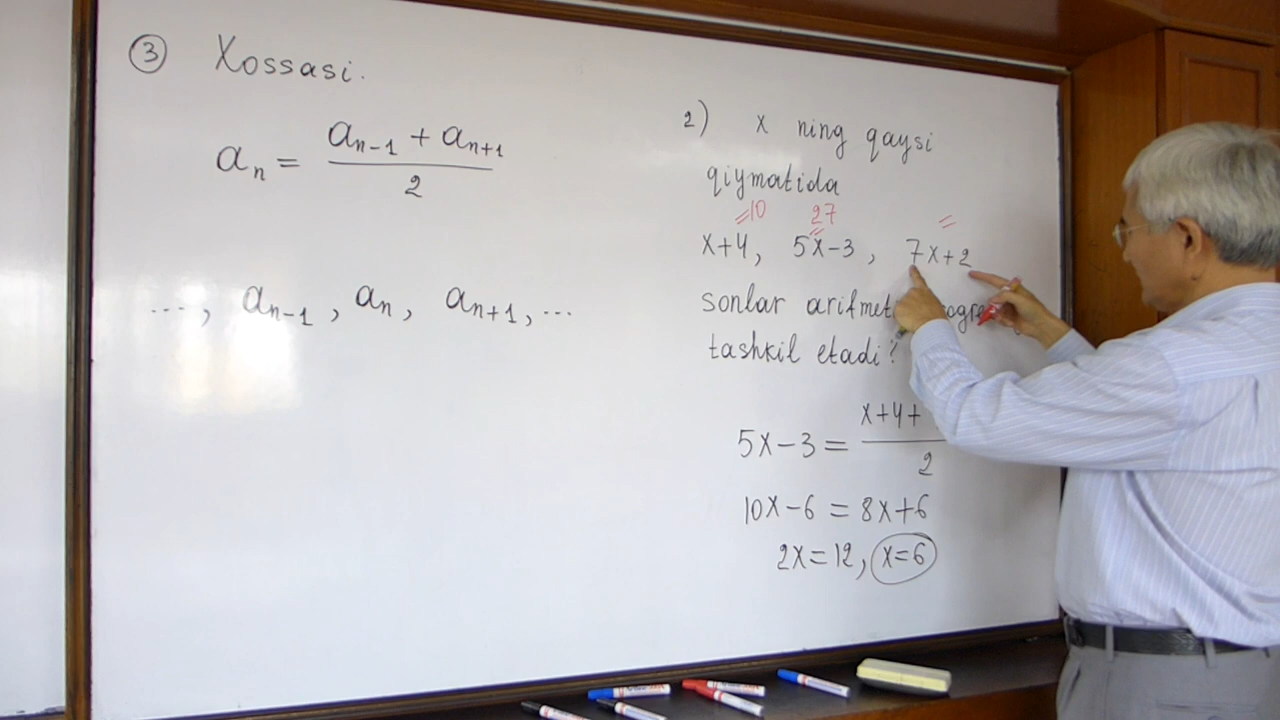 ③ Xossasi.
aₙ = (aₙ₋₁ + aₙ₊₁) / 2
..., aₙ₋₁, aₙ, aₙ₊₁, ...
2) x ning qaysi
qiymatida
=10 27 =
x+4, 5x-3, 7x+2
sonlar arifmet
tashkil etadi?
5x-3 = x+4+ / 2
10x-6 = 8x+6
2x=12, x=6